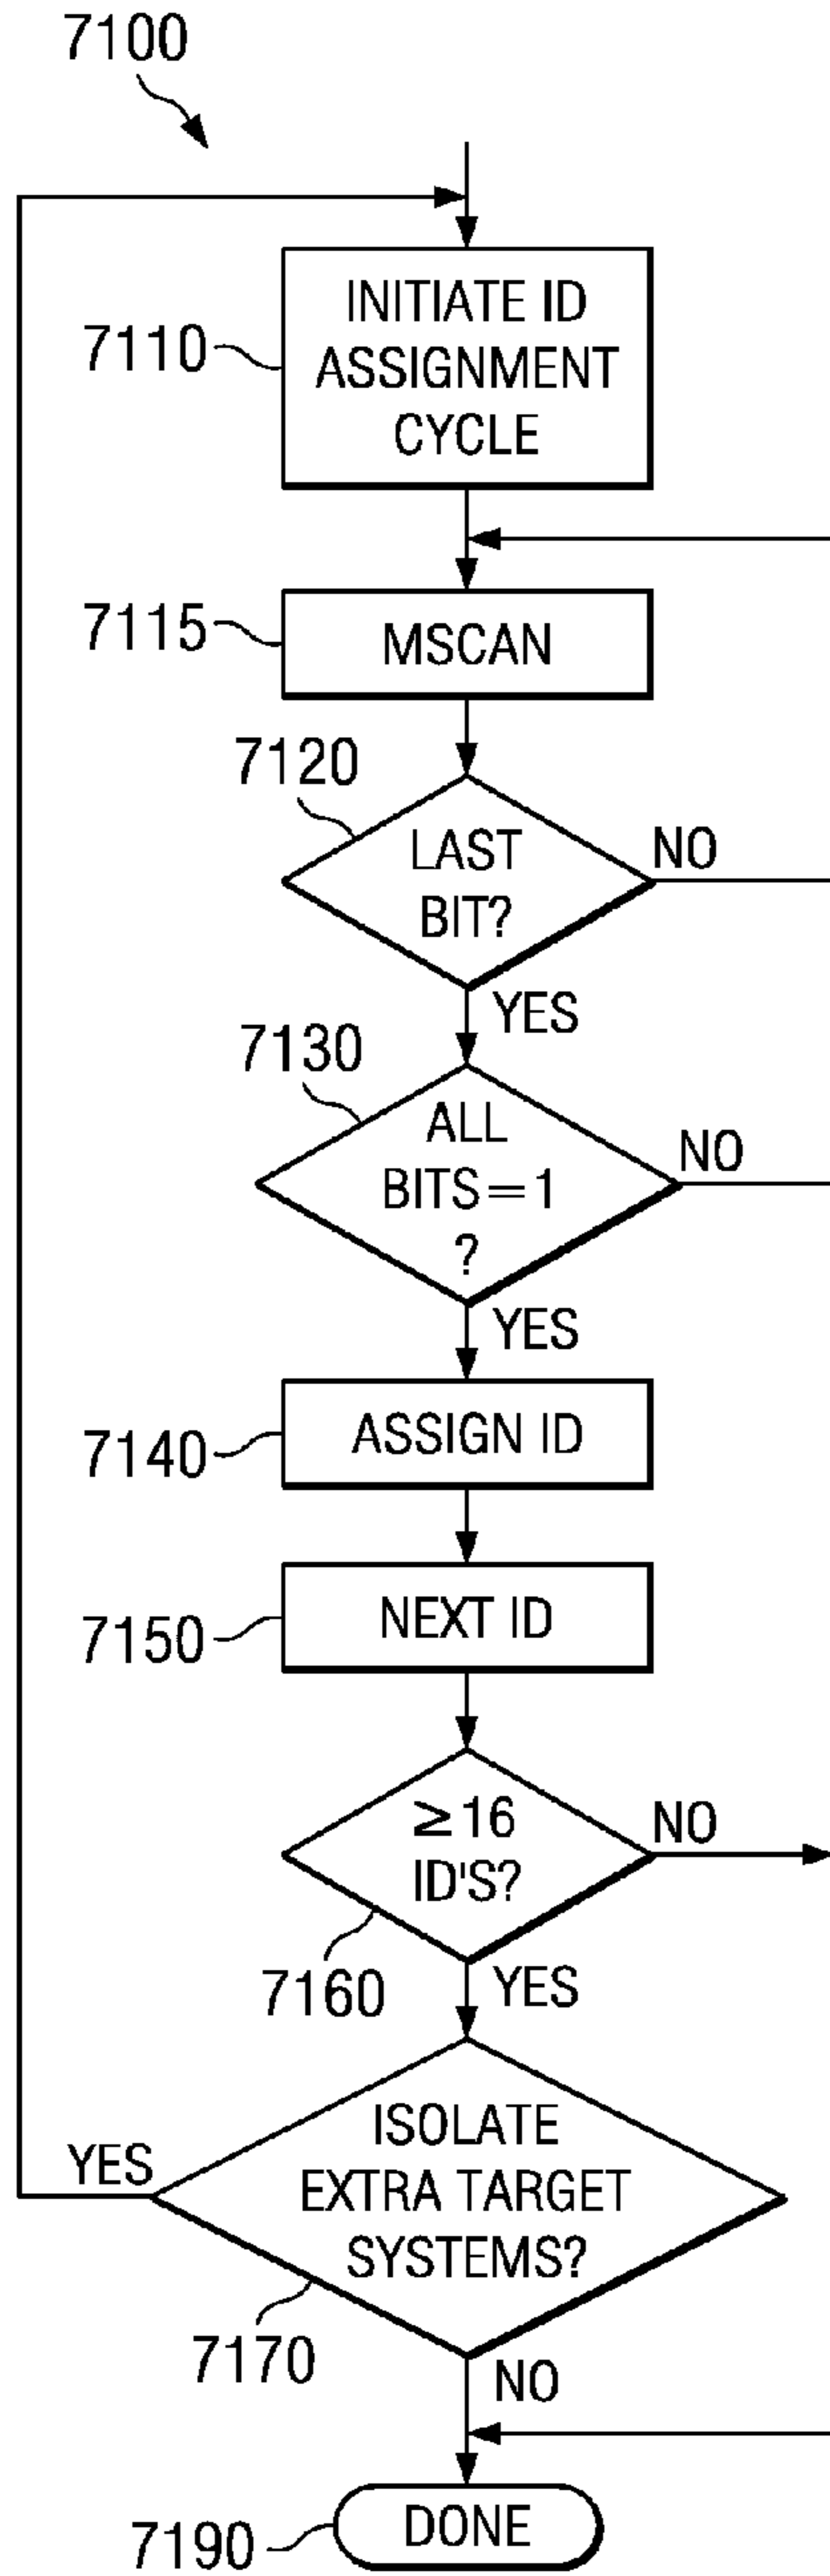 7100
INITIATE ID
ASSIGNMENT
CYCLE
7110
7115
MSCAN
7120
LAST
BIT?
NO
YES
7130
ALL
BITS=1
?
NO
YES
7140
ASSIGN ID
7150
NEXT ID
≥16
ID'S?
NO
7160
YES
ISOLATE
EXTRA TARGET
SYSTEMS?
YES
7170
NO
7190
DONE